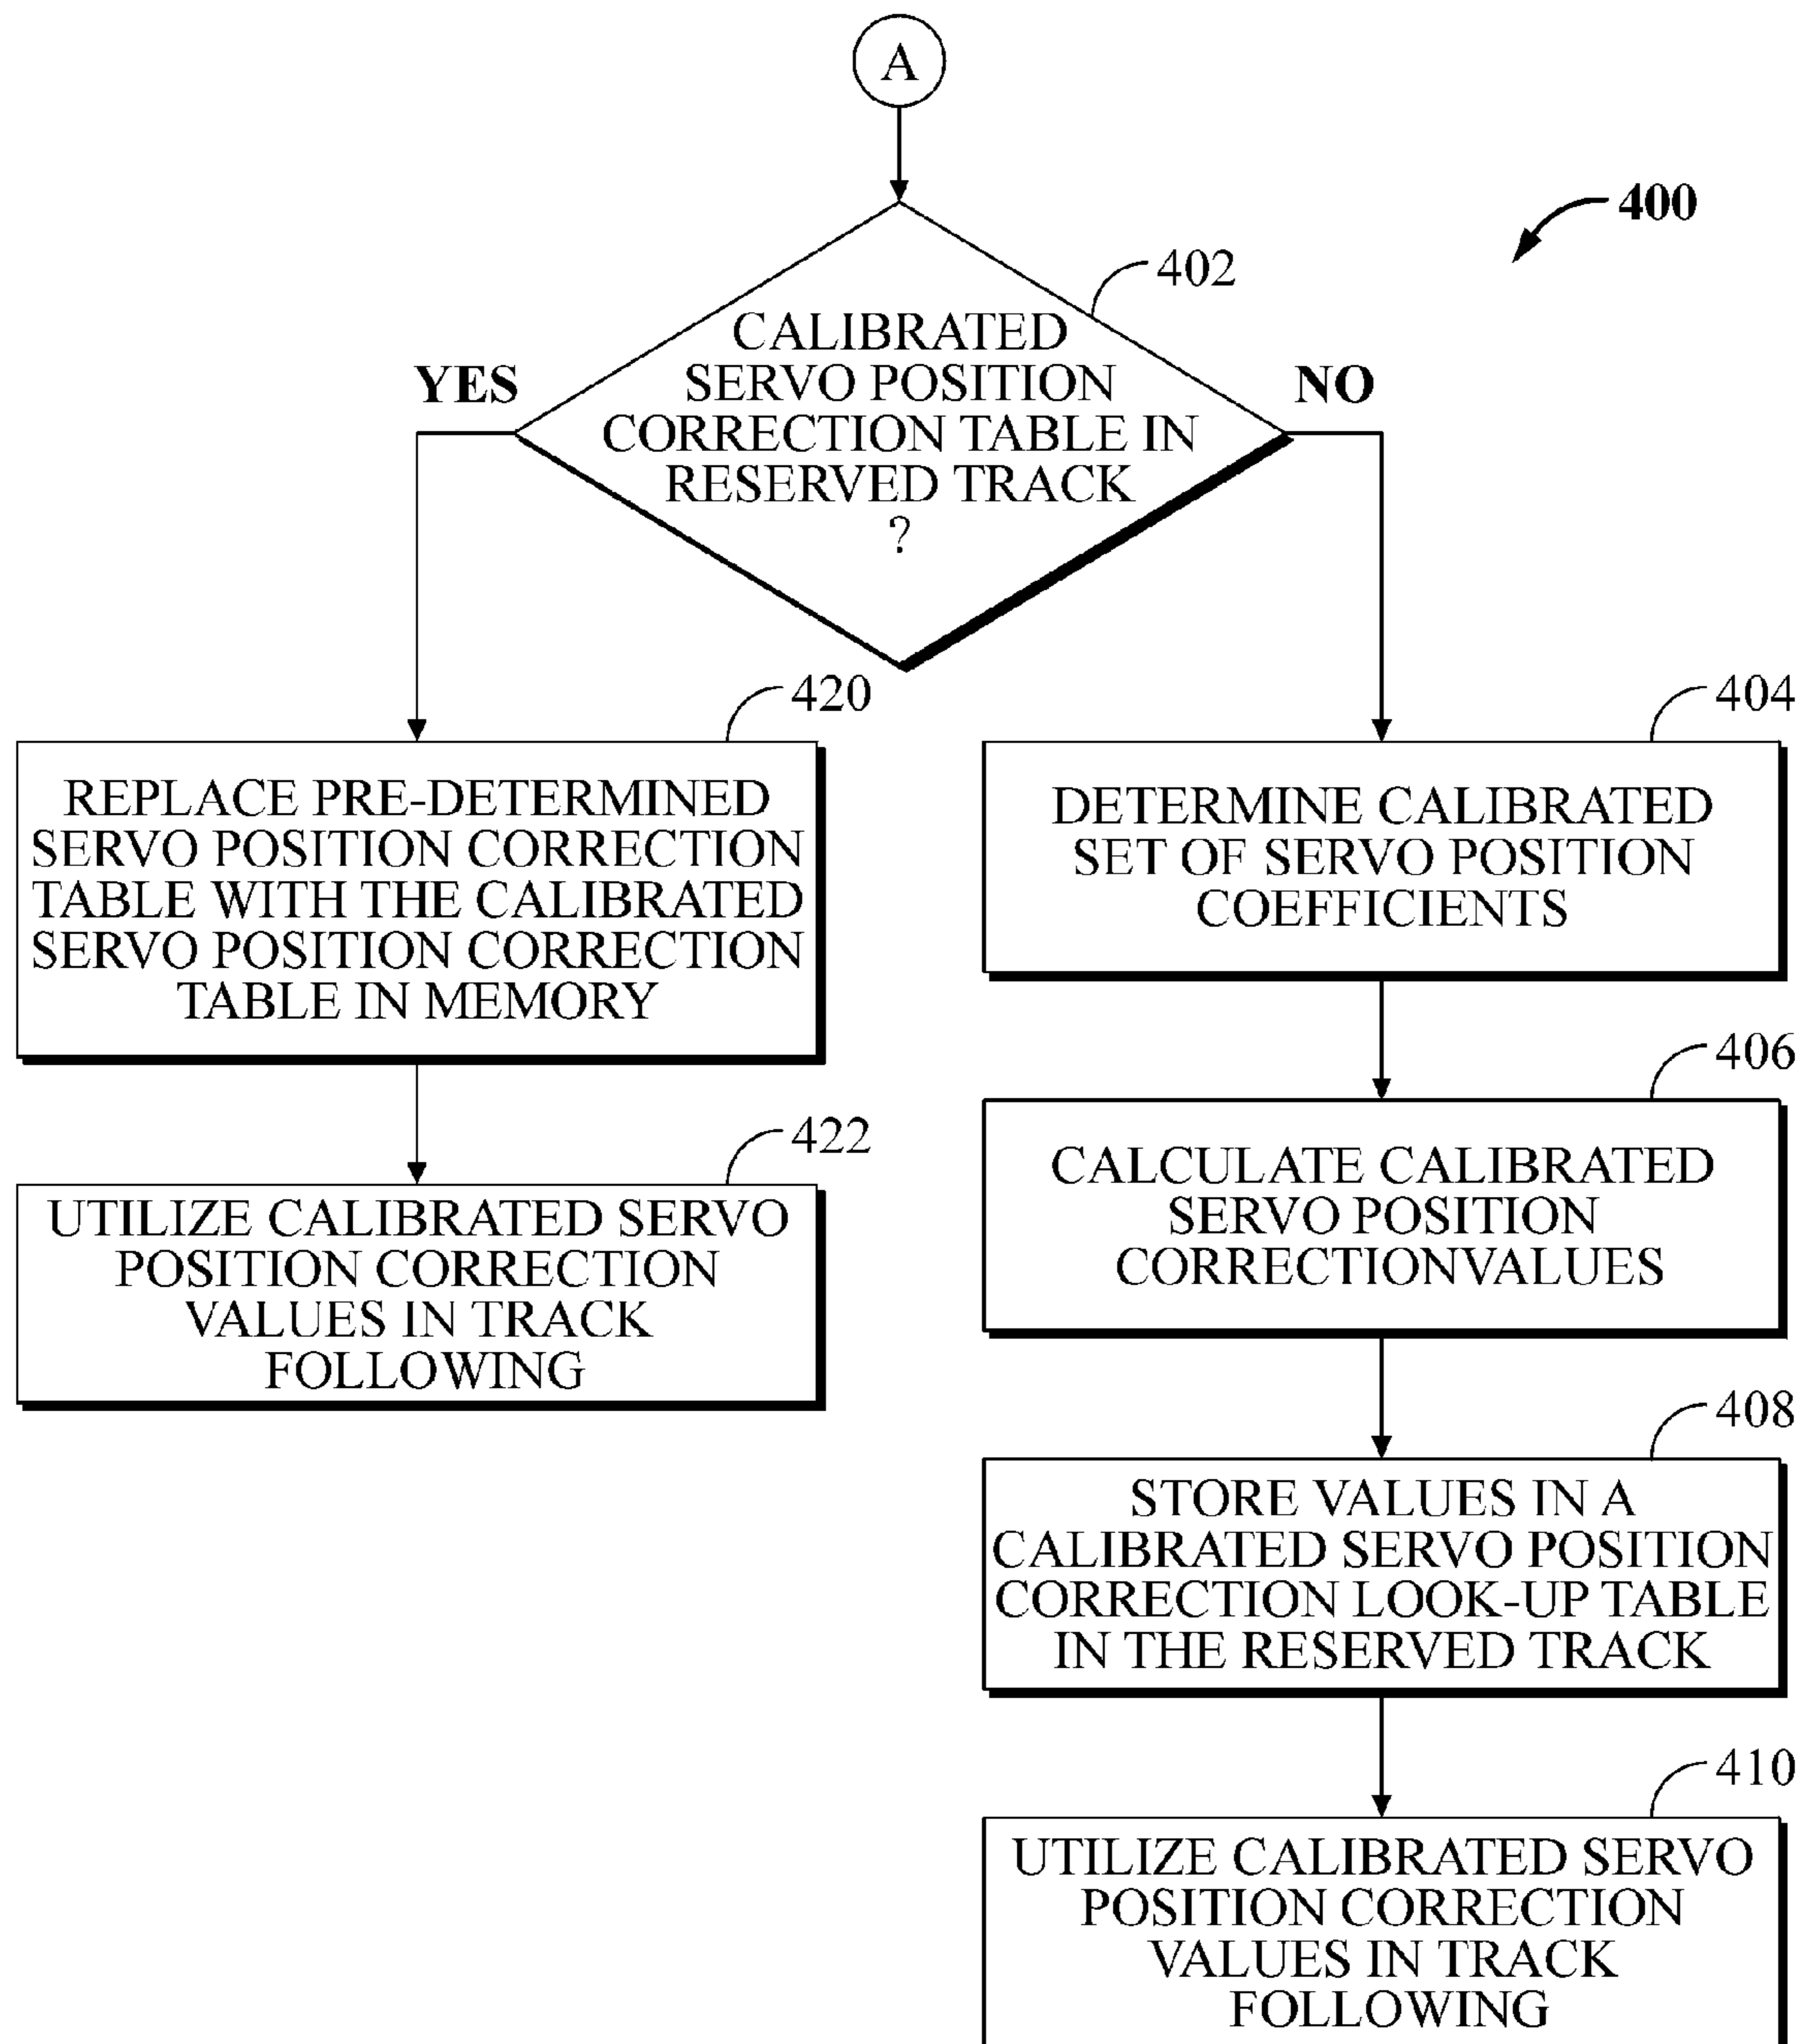 A
400
402
CALIBRATED
SERVO POSITION
CORRECTION TABLE IN
RESERVED TRACK
?
YES
NO
420
REPLACE PRE-DETERMINED
SERVO POSITION CORRECTION
TABLE WITH THE CALIBRATED
SERVO POSITION CORRECTION
TABLE IN MEMORY
422
UTILIZE CALIBRATED SERVO
POSITION CORRECTION
VALUES IN TRACK
FOLLOWING
404
DETERMINE CALIBRATED
SET OF SERVO POSITION
COEFFICIENTS
406
CALCULATE CALIBRATED
SERVO POSITION
CORRECTIONVALUES
408
STORE VALUES IN A
CALIBRATED SERVO POSITION
CORRECTION LOOK-UP TABLE
IN THE RESERVED TRACK
410
UTILIZE CALIBRATED SERVO
POSITION CORRECTION
VALUES IN TRACK
FOLLOWING